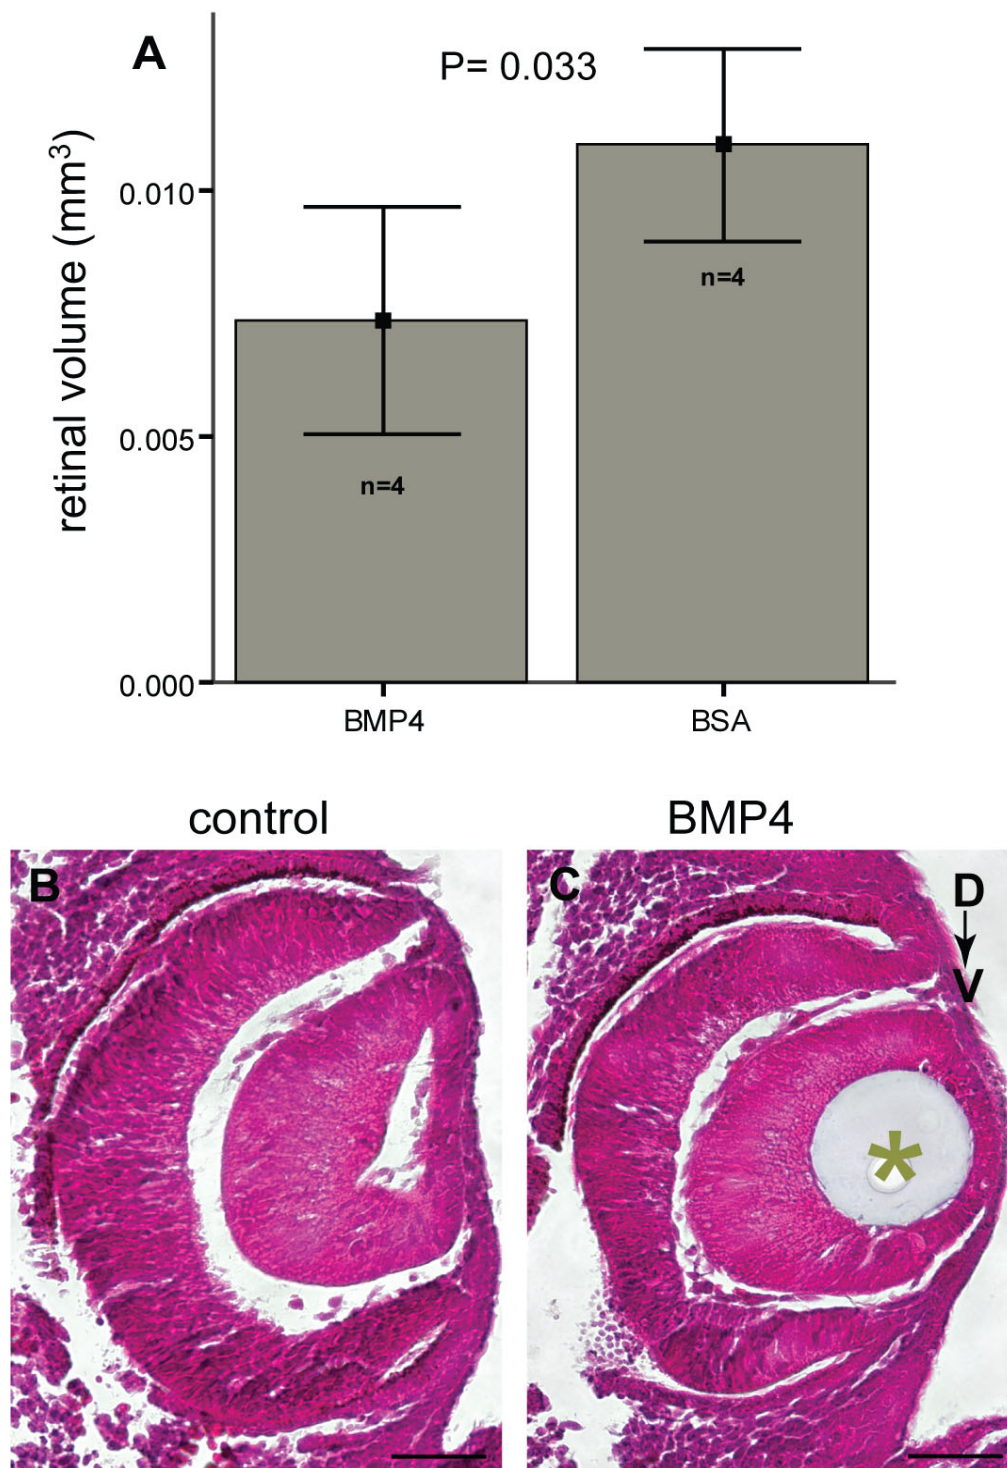 A
P= 0.033
retinal volume (mm³)
0.010
0.005
0.000
n=4
n=4
BMP4
BSA
control
BMP4
B
C
D
V